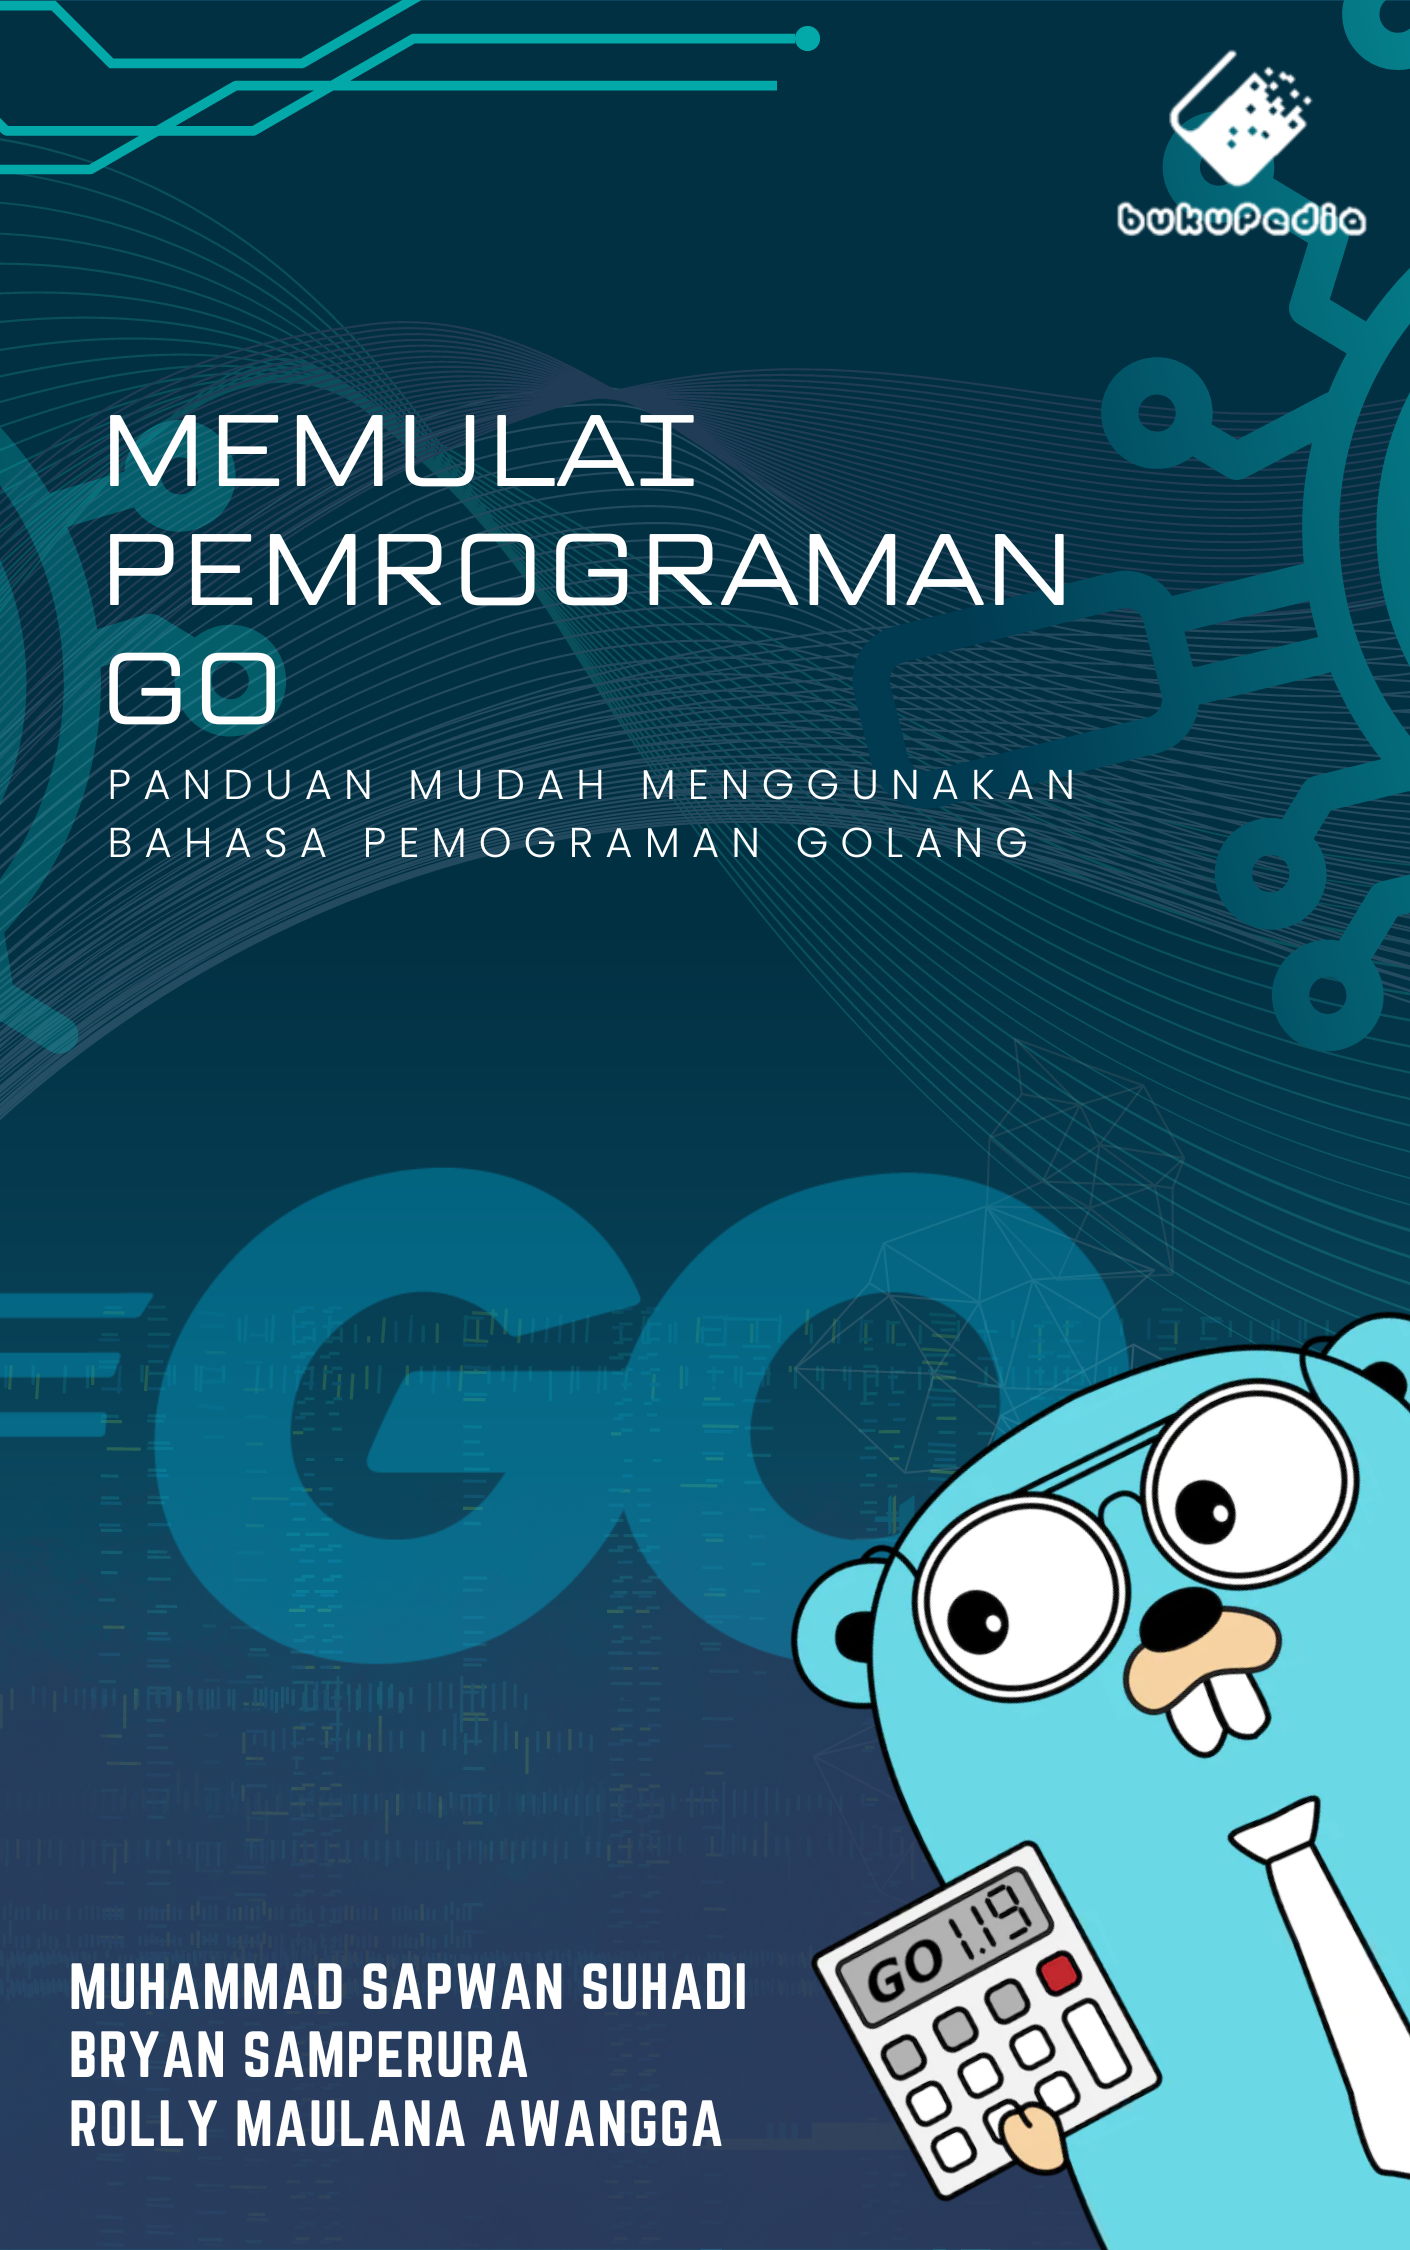 bukuPedia
MEMULAI
PEMROGRAMAN
GO
PANDUAN MUDAH MENGGUNAKAN
BAHASA PEMOGRAMAN GOLANG
GO
GO 1.19
MUHAMMAD SAPWAN SUHADI
BRYAN SAMPERURA
ROLLY MAULANA AWANGGA